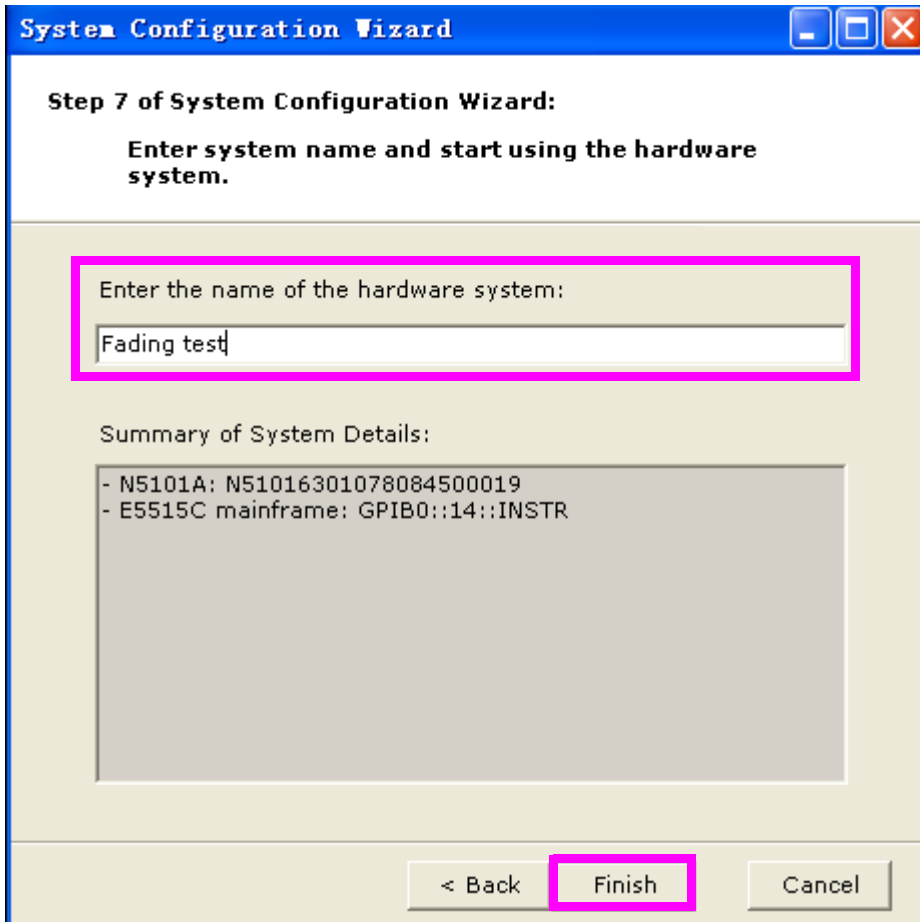 System Configuration Wizard
Step 7 of System Configuration Wizard:
Enter system name and start using the hardware
system.
Enter the name of the hardware system:
Fading test
Summary of System Details:
- N5101A: N51016301078084500019
- E5515C mainframe: GPIB0::14::INSTR
< Back
Finish
Cancel